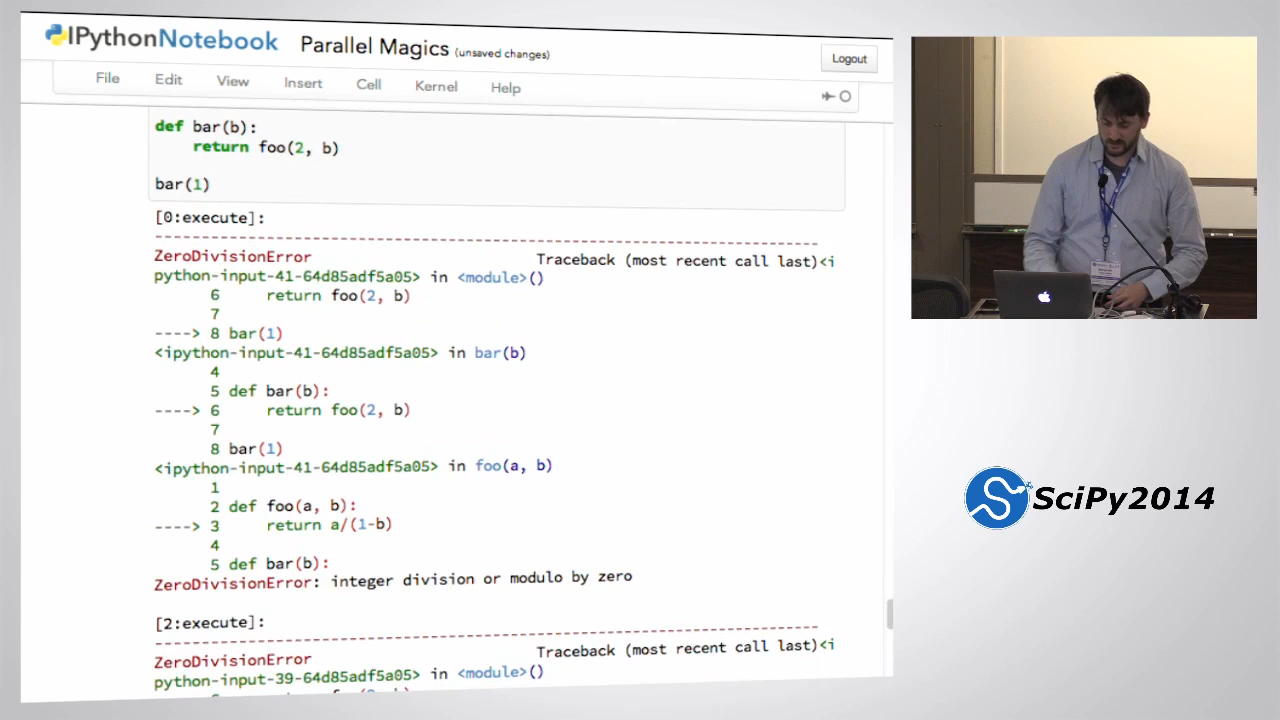 IPythonNotebook Parallel Magics (unsaved changes) Logout
File Edit View Insert Cell Kernel Help
def bar(b):
return foo(2, b)
bar(1)
[0:execute]:
---------------------------------------------------------------------------
ZeroDivisionError Traceback (most recent call last)<i
python-input-41-64d85adf5a05> in <module>()
6 return foo(2, b)
7
----> 8 bar(1)
<ipython-input-41-64d85adf5a05> in bar(b)
4
5 def bar(b):
----> 6 return foo(2, b)
7
8 bar(1)
<ipython-input-41-64d85adf5a05> in foo(a, b)
1
2 def foo(a, b):
----> 3 return a/(1-b)
4
5 def bar(b):
ZeroDivisionError: integer division or modulo by zero
[2:execute]:
---------------------------------------------------------------------------
ZeroDivisionError Traceback (most recent call last)<i
python-input-39-64d85adf5a05> in <module>()
SciPy2014